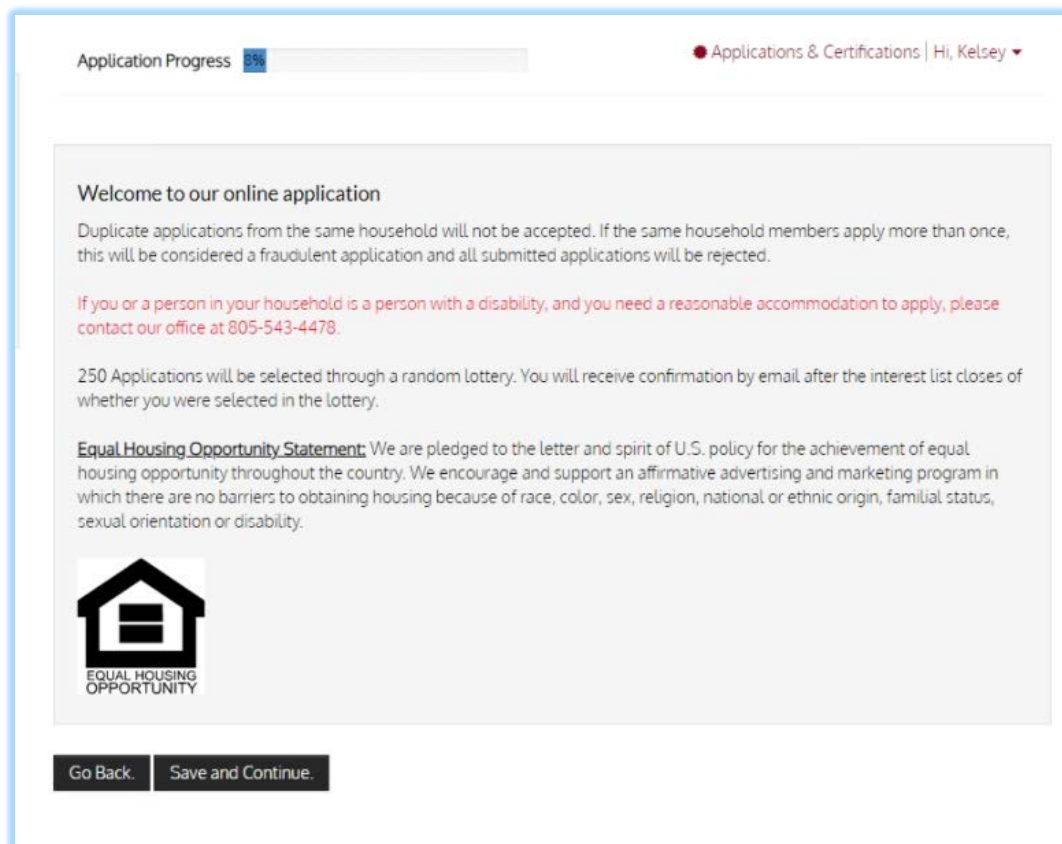 Application Progress 8%
Applications & Certifications | Hi, Kelsey
Welcome to our online application
Duplicate applications from the same household will not be accepted. If the same household members apply more than once,
this will be considered a fraudulent application and all submitted applications will be rejected.
If you or a person in your household is a person with a disability, and you need a reasonable accommodation to apply, please
contact our office at 805-543-4478.
250 Applications will be selected through a random lottery. You will receive confirmation by email after the interest list closes of
whether you were selected in the lottery.
Equal Housing Opportunity Statement: We are pledged to the letter and spirit of U.S. policy for the achievement of equal
housing opportunity throughout the country. We encourage and support an affirmative advertising and marketing program in
which there are no barriers to obtaining housing because of race, color, sex, religion, national or ethnic origin, familial status,
sexual orientation or disability.
EQUAL HOUSING
OPPORTUNITY
Go Back.
Save and Continue.